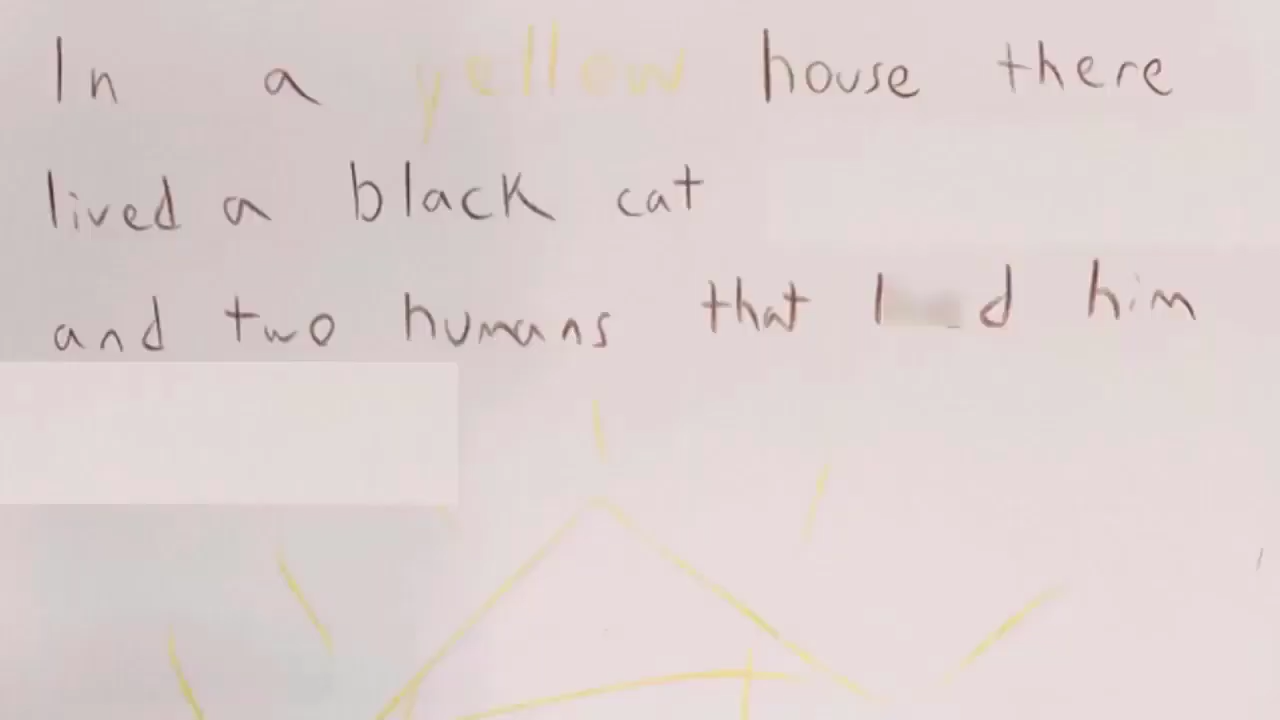 In a yellow house there
lived a black cat
and two humans that him